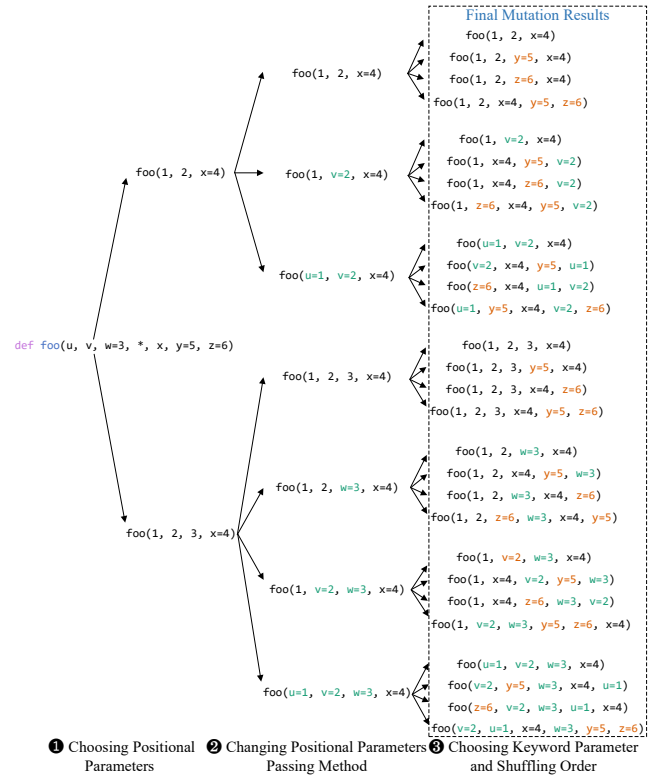 Final Mutation Results
foo(1, 2, x=4)
foo(1, 2, y=5, x=4)
foo(1, 2, z=6, x=4)
foo(1, 2, x=4, y=5, z=6)
foo(1, 2, x=4)
foo(1, v=2, x=4)
foo(1, x=4, y=5, v=2)
foo(1, x=4, z=6, v=2)
foo(1, z=6, x=4, y=5, v=2)
foo(1, v=2, x=4)
foo(1, 2, x=4)
foo(u=1, v=2, x=4)
foo(v=2, x=4, y=5, u=1)
foo(z=6, x=4, u=1, v=2)
foo(u=1, y=5, x=4, v=2, z=6)
foo(u=1, v=2, x=4)
def foo(u, v, w=3, *, x, y=5, z=6)
foo(1, 2, 3, x=4)
foo(1, 2, 3, y=5, x=4)
foo(1, 2, 3, x=4, z=6)
foo(1, 2, 3, x=4, y=5, z=6)
foo(1, 2, 3, x=4)
foo(1, 2, w=3, x=4)
foo(1, 2, x=4, y=5, w=3)
foo(1, 2, w=3, x=4, z=6)
foo(1, 2, z=6, w=3, x=4, y=5)
foo(1, 2, w=3, x=4)
foo(1, 2, 3, x=4)
foo(1, v=2, w=3, x=4)
foo(1, x=4, v=2, y=5, w=3)
foo(1, x=4, z=6, w=3, v=2)
foo(1, v=2, w=3, y=5, z=6, x=4)
foo(1, v=2, w=3, x=4)
foo(u=1, v=2, w=3, x=4)
foo(v=2, y=5, w=3, x=4, u=1)
foo(z=6, v=2, w=3, u=1, x=4)
foo(v=2, u=1, x=4, w=3, y=5, z=6)
foo(u=1, v=2, w=3, x=4)
❶ Choosing Positional
Parameters
❷ Changing Positional Parameters
Passing Method
❸ Choosing Keyword Parameter
and Shuffling Order